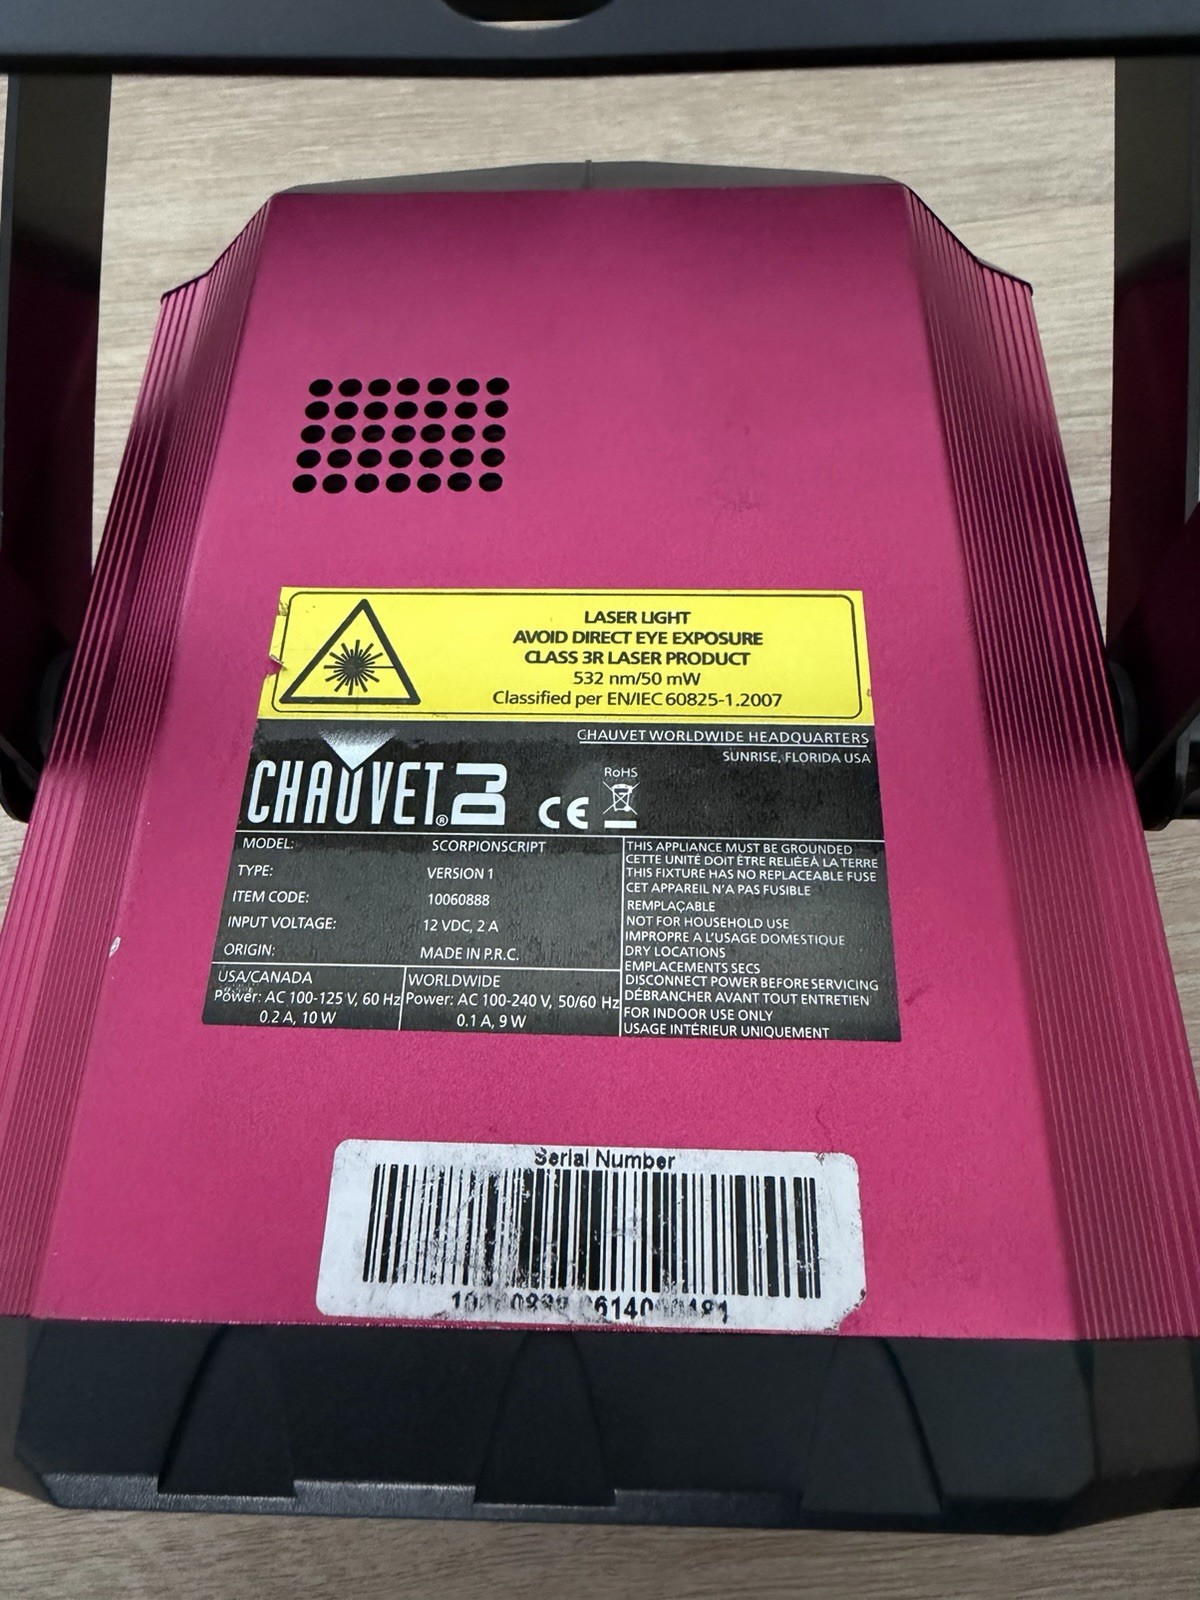 LASER LIGHT
AVOID DIRECT EYE EXPOSURE
CLASS 3R LASER PRODUCT
532 nm/50 mW
Classified per EN/IEC 60825-1.2007
CHAUVET WORLDWIDE HEADQUARTERS
SUNRISE, FLORIDA USA
CHAUVET® DJ
CE
RoHS
MODEL: SCORPIONSCRIPT
TYPE: VERSION 1
ITEM CODE: 10060888
INPUT VOLTAGE: 12 VDC, 2 A
ORIGIN: MADE IN P.R.C.
USA/CANADA
Power: AC 100-125 V, 60 Hz
0.2 A, 10 W
WORLDWIDE
Power: AC 100-240 V, 50/60 Hz
0.1 A, 9 W
THIS APPLIANCE MUST BE GROUNDED
CETTE UNITÉ DOIT ÊTRE RELIÉE À LA TERRE
THIS FIXTURE HAS NO REPLACEABLE FUSE
CET APPAREIL N'A PAS FUSIBLE
REMPLAÇABLE
NOT FOR HOUSEHOLD USE
IMPROPRE A L'USAGE DOMESTIQUE
DRY LOCATIONS
EMPLACEMENTS SECS
DISCONNECT POWER BEFORE SERVICING
DÉBRANCHER AVANT TOUT ENTRETIEN
FOR INDOOR USE ONLY
USAGE INTÉRIEUR UNIQUEMENT
Serial Number